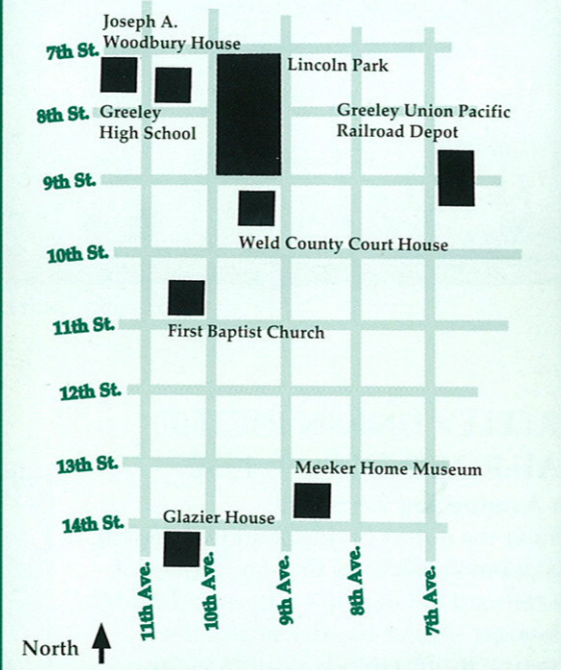 Joseph A.
Woodbury House
7th St.
Lincoln Park
8th St.
Greeley
High School
Greeley Union Pacific
Railroad Depot
9th St.
Weld County Court House
10th St.
11th St.
First Baptist Church
12th St.
13th St.
Meeker Home Museum
14th St.
Glazier House
11th Ave.
10th Ave.
9th Ave.
8th Ave.
7th Ave.
North